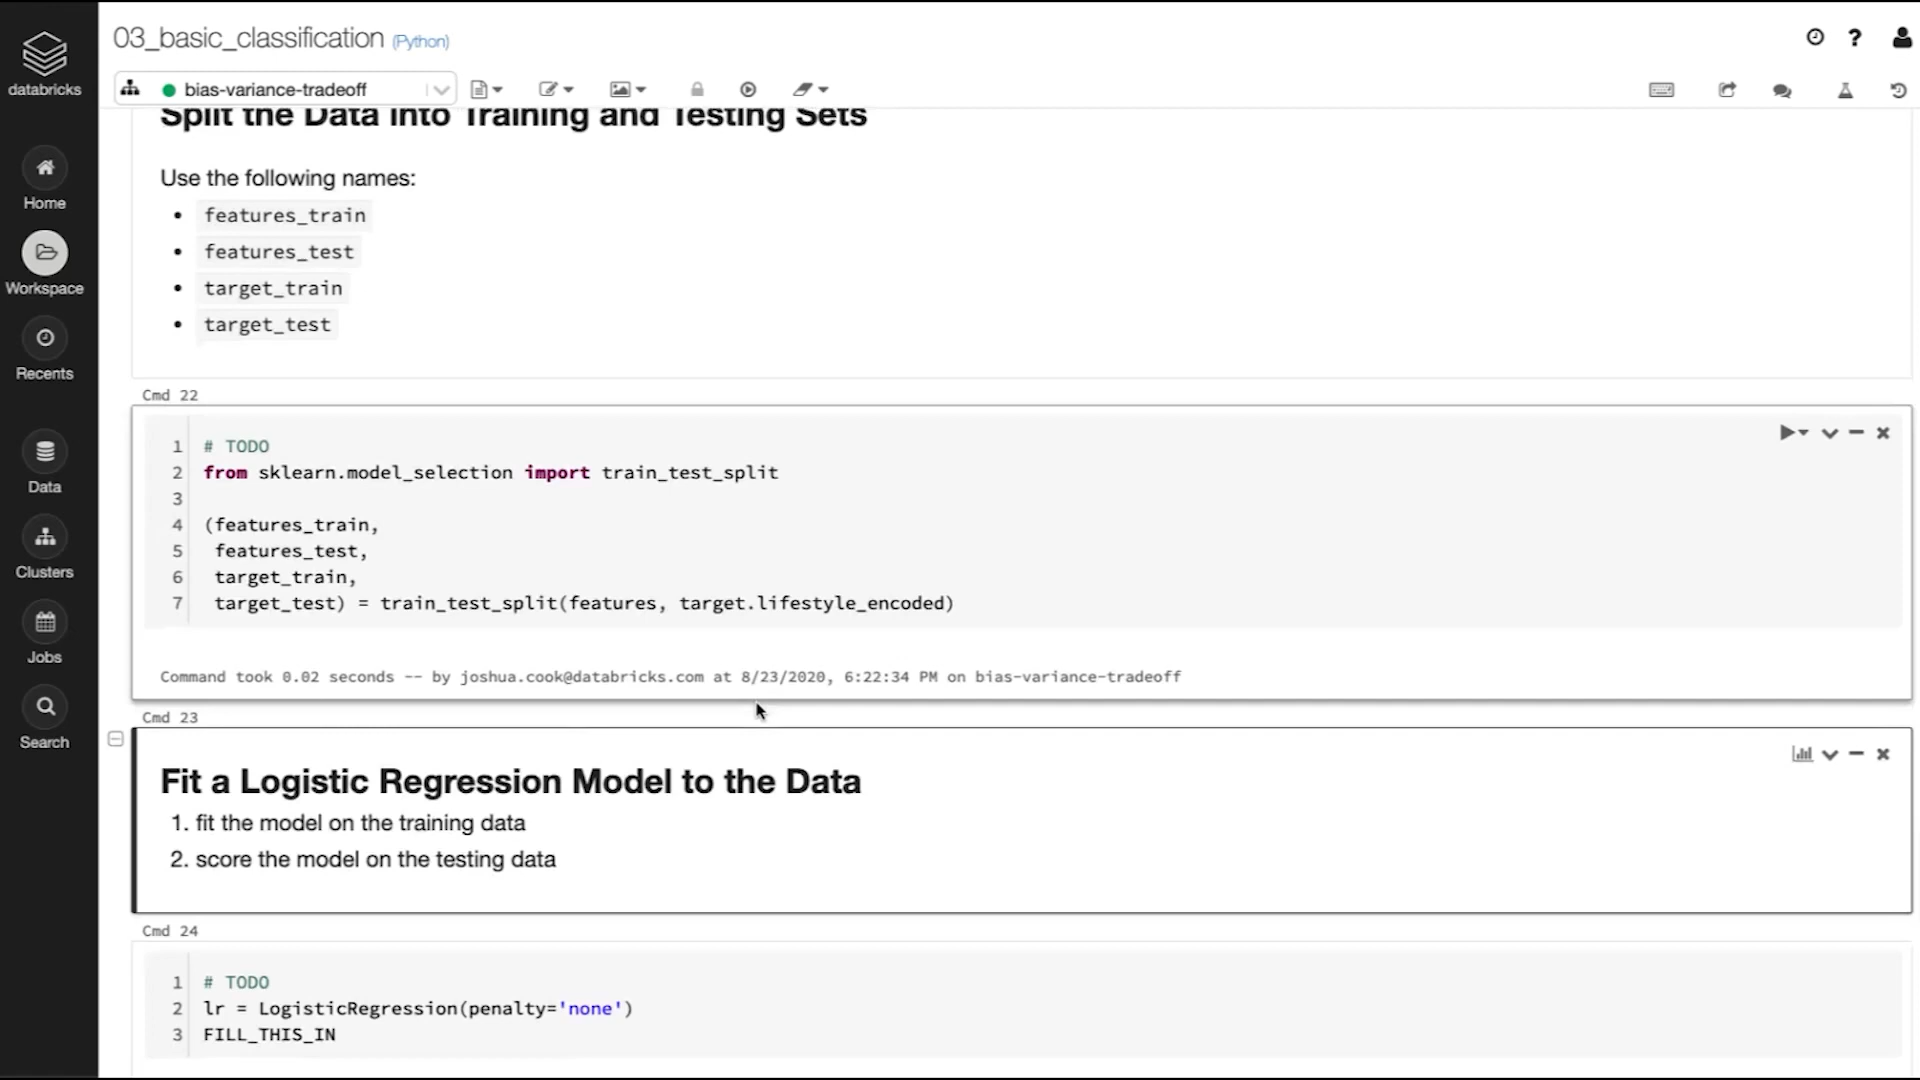 databricks
03_basic_classification (Python)
bias-variance-tradeoff
Home
Workspace
Recents
Data
Clusters
Jobs
Search
Split the Data into Training and Testing Sets
Use the following names:
• features_train
• features_test
• target_train
• target_test
Cmd 22
1 # TODO
2 from sklearn.model_selection import train_test_split
3
4 (features_train,
5 features_test,
6 target_train,
7 target_test) = train_test_split(features, target.lifestyle_encoded)
Command took 0.02 seconds -- by joshua.cook@databricks.com at 8/23/2020, 6:22:34 PM on bias-variance-tradeoff
Cmd 23
Fit a Logistic Regression Model to the Data
1. fit the model on the training data
2. score the model on the testing data
Cmd 24
1 # TODO
2 lr = LogisticRegression(penalty='none')
3 FILL_THIS_IN